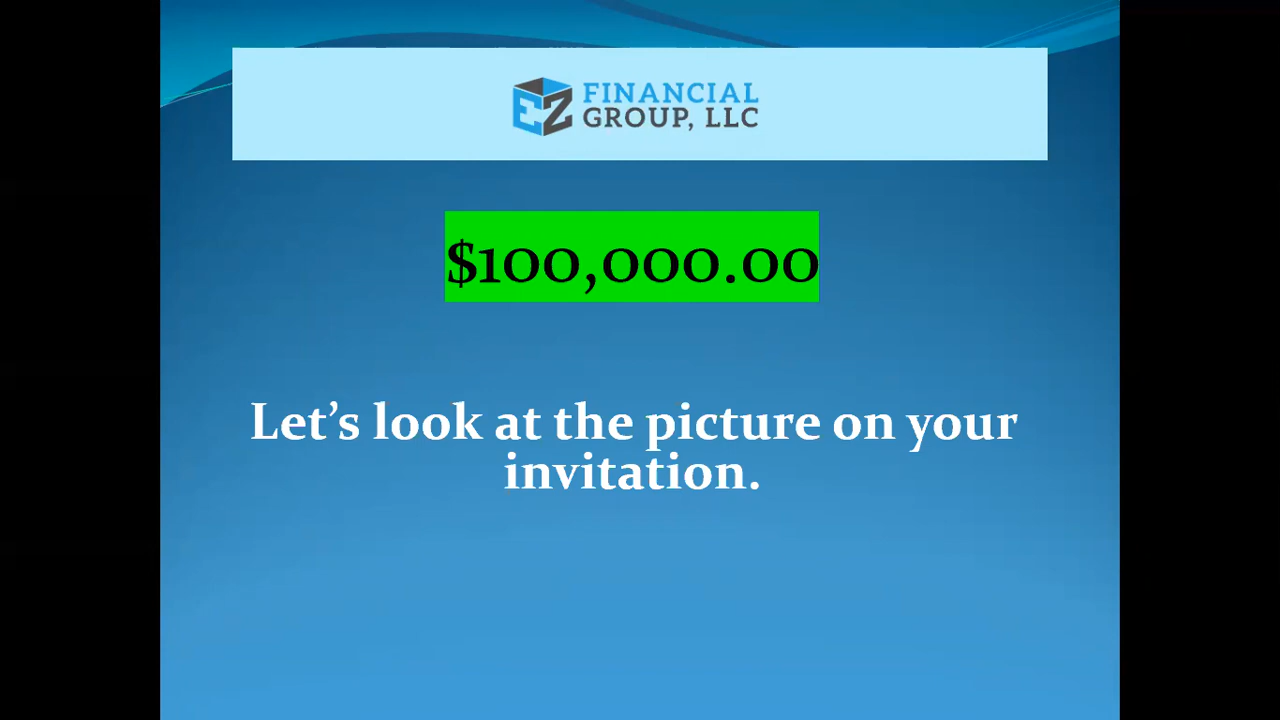 EZ FINANCIAL
GROUP, LLC
$100,000.00
Let’s look at the picture on your
invitation.